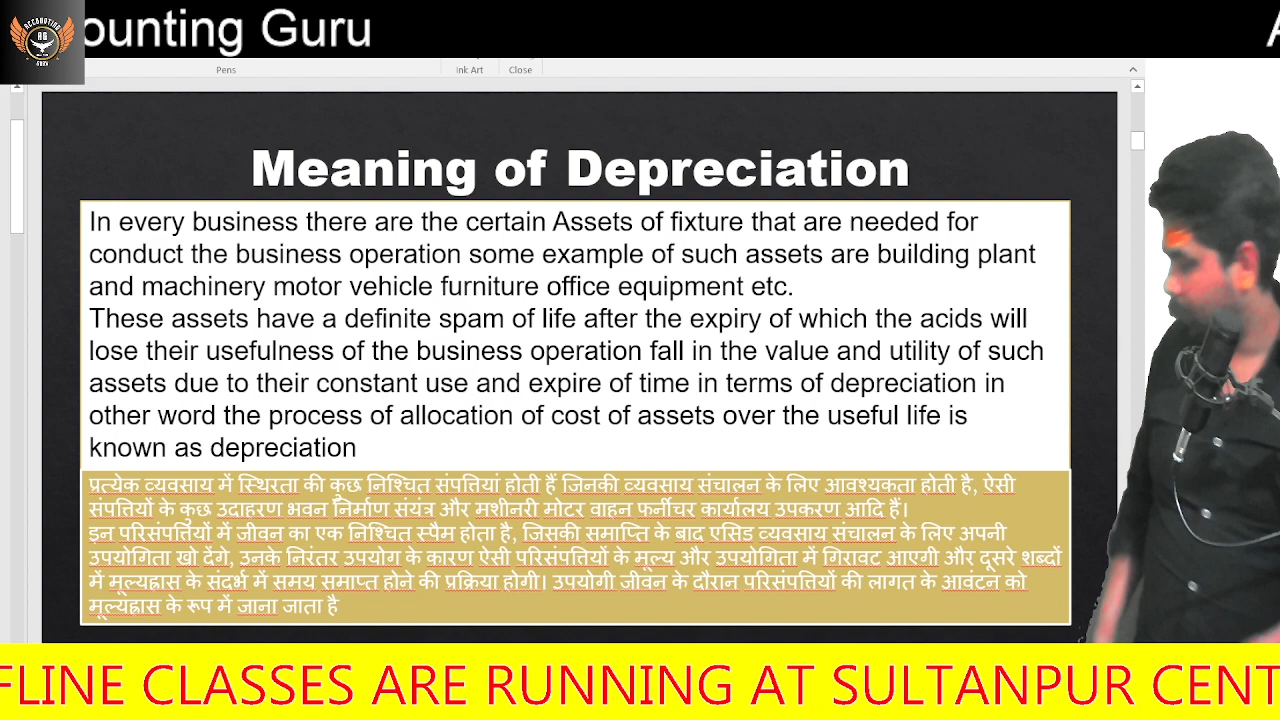 ounting Guru
A
ACCOUNTING
AG
GURU
Pens
Ink Art
Close
Meaning of Depreciation
In every business there are the certain Assets of fixture that are needed for
conduct the business operation some example of such assets are building plant
and machinery motor vehicle furniture office equipment etc.
These assets have a definite spam of life after the expiry of which the acids will
lose their usefulness of the business operation fall in the value and utility of such
assets due to their constant use and expire of time in terms of depreciation in
other word the process of allocation of cost of assets over the useful life is
known as depreciation
प्रत्येक व्यवसाय में स्थिरता की कुछ निश्चित संपत्तियां होती हैं जिनकी व्यवसाय संचालन के लिए आवश्यकता होती है, ऐसी
संपत्तियों के कुछ उदाहरण भवन निर्माण संयंत्र और मशीनरी मोटर वाहन फर्नीचर कार्यालय उपकरण आदि हैं।
इन परिसंपत्तियों में जीवन का एक निश्चित स्पैम होता है, जिसकी समाप्ति के बाद एसिड व्यवसाय संचालन के लिए अपनी
उपयोगिता खो देंगे, उनके निरंतर उपयोग के कारण ऐसी परिसंपत्तियों के मूल्य और उपयोगिता में गिरावट आएगी और दूसरे शब्दों
में मूल्यह्रास के संदर्भ में समय समाप्त होने की प्रक्रिया होगी। उपयोगी जीवन के दौरान परिसंपत्तियों की लागत के आवंटन को
मूल्यह्रास के रूप में जाना जाता है
FLINE CLASSES ARE RUNNING AT SULTANPUR CENT